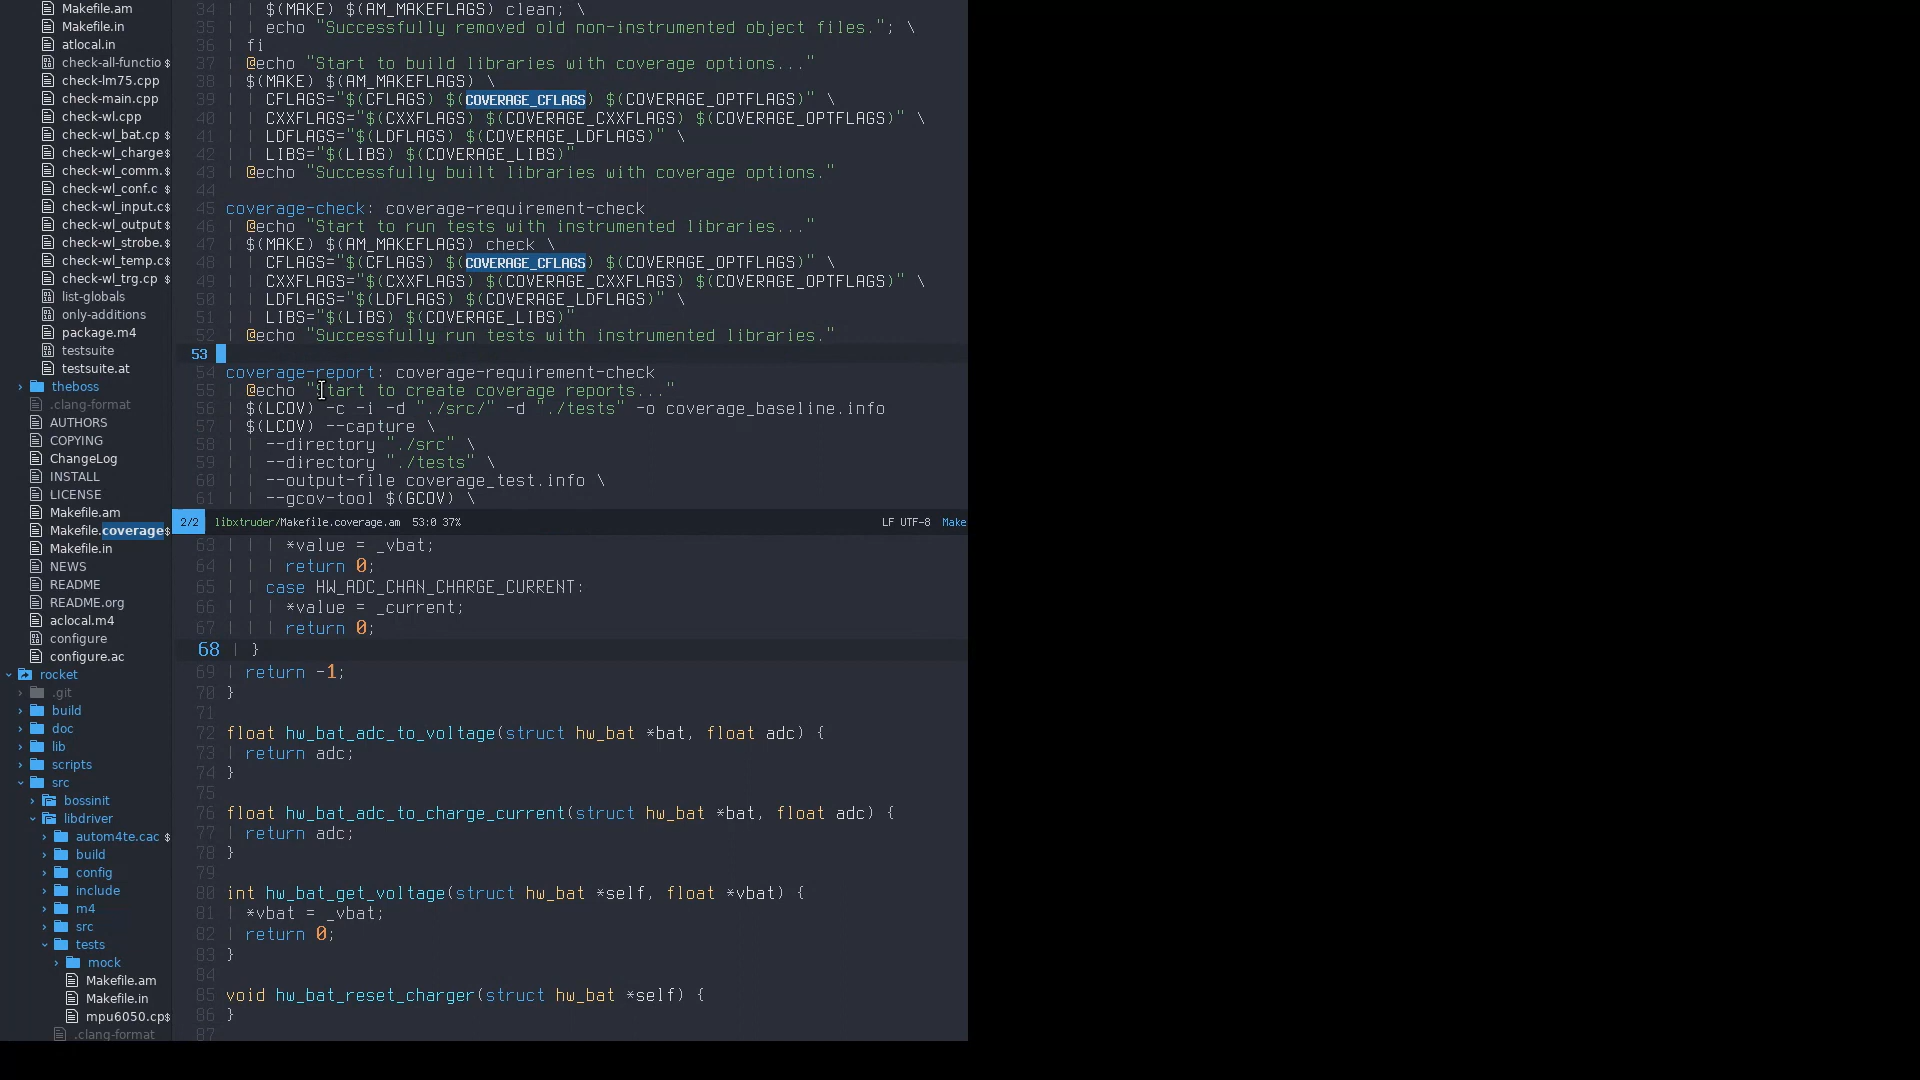 Makefile.am
Makefile.in
atlocal.in
check-all-functio $
check-lm75.cpp
check-main.cpp
check-wl.cpp
check-wl_bat.cp $
check-wl_charge$
check-wl_comm.$
check-wl_conf.c $
check-wl_input.c$
check-wl_output$
check-wl_strobe.$
check-wl_temp.c$
check-wl_trg.cp $
list-globals
only-additions
package.m4
testsuite
testsuite.at
theboss
.clang-format
AUTHORS
COPYING
ChangeLog
INSTALL
LICENSE
Makefile.am
Makefile.coverage$
Makefile.in
NEWS
README
README.org
aclocal.m4
configure
configure.ac
rocket
.git
build
doc
lib
scripts
src
bossinit
libdriver
autom4te.cac $
build
config
include
m4
src
tests
mock
Makefile.am
Makefile.in
mpu6050.cp$
.clang-format
34 $(MAKE) $(AM_MAKEFLAGS) clean; \
35 echo "Successfully removed old non-instrumented object files."; \
36 fi
37 @echo "Start to build libraries with coverage options..."
38 $(MAKE) $(AM_MAKEFLAGS) \
39 CFLAGS="$(CFLAGS) $(COVERAGE_CFLAGS) $(COVERAGE_OPTFLAGS)" \
40 CXXFLAGS="$(CXXFLAGS) $(COVERAGE_CXXFLAGS) $(COVERAGE_OPTFLAGS)" \
41 LDFLAGS="$(LDFLAGS) $(COVERAGE_LDFLAGS)" \
42 LIBS="$(LIBS) $(COVERAGE_LIBS)"
43 @echo "Successfully built libraries with coverage options."
44
45 coverage-check: coverage-requirement-check
46 @echo "Start to run tests with instrumented libraries..."
47 $(MAKE) $(AM_MAKEFLAGS) check \
48 CFLAGS="$(CFLAGS) $(COVERAGE_CFLAGS) $(COVERAGE_OPTFLAGS)" \
49 CXXFLAGS="$(CXXFLAGS) $(COVERAGE_CXXFLAGS) $(COVERAGE_OPTFLAGS)" \
50 LDFLAGS="$(LDFLAGS) $(COVERAGE_LDFLAGS)" \
51 LIBS="$(LIBS) $(COVERAGE_LIBS)"
52 @echo "Successfully run tests with instrumented libraries."
53
54 coverage-report: coverage-requirement-check
55 @echo "Start to create coverage reports..."
56 $(LCOV) -c -i -d "./src/" -d "./tests" -o coverage_baseline.info
57 $(LCOV) --capture \
58 --directory "./src" \
59 --directory "./tests" \
60 --output-file coverage_test.info \
61 --gcov-tool $(GCOV) \
2/2 libxtruder/Makefile.coverage.am 53:0 37% LF UTF-8 Make
63 *value = _vbat;
64 return 0;
65 case HW_ADC_CHAN_CHARGE_CURRENT:
66 *value = _current;
67 return 0;
68 }
69 return -1;
70 }
71
72 float hw_bat_adc_to_voltage(struct hw_bat *bat, float adc) {
73 return adc;
74 }
75
76 float hw_bat_adc_to_charge_current(struct hw_bat *bat, float adc) {
77 return adc;
78 }
79
80 int hw_bat_get_voltage(struct hw_bat *self, float *vbat) {
81 *vbat = _vbat;
82 return 0;
83 }
84
85 void hw_bat_reset_charger(struct hw_bat *self) {
86 }
87